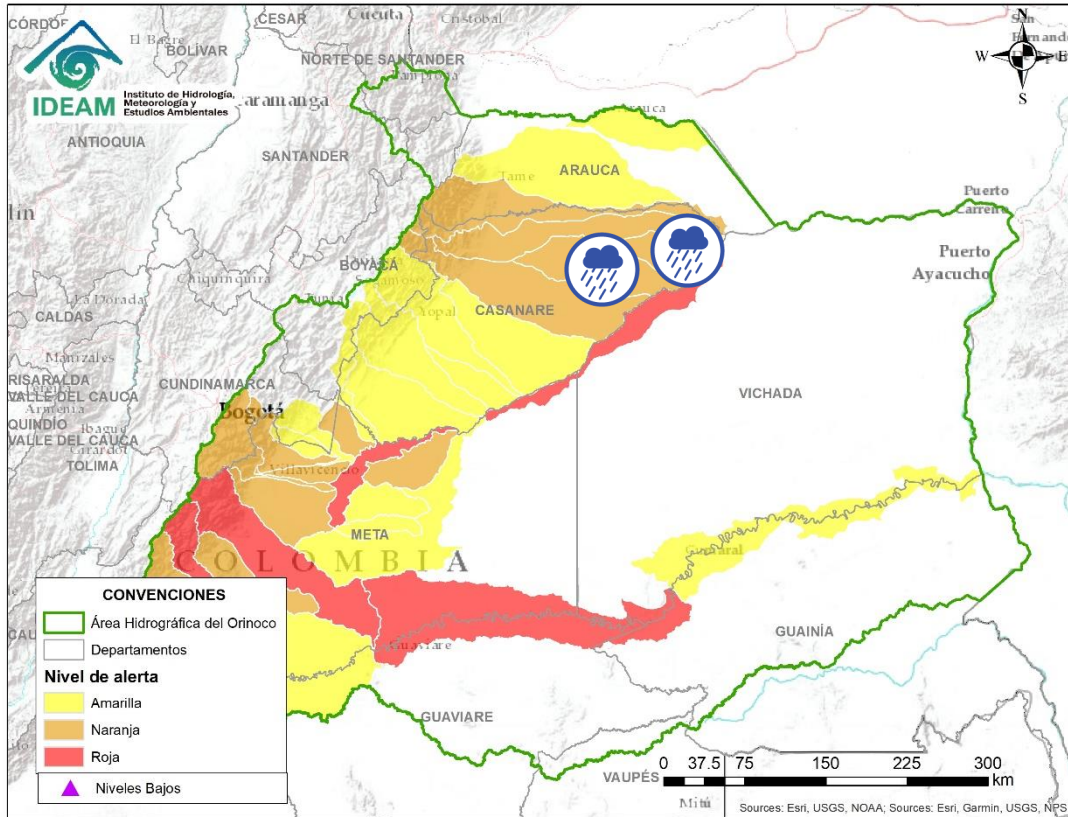 CESAR
Cúcuta
Cristobal
N
San
Fernando
El Bagre
BOLÍVAR
NORTE DE SANTANDER
Pamplona
W
E
S
IDEAM
Instituto de Hidrología,
Meteorología y
Estudios Ambientales
aramanga
ANTIOQUIA
SANTANDER
Arauca
ARAUCA
Tame
Puerto
Carreño
BOYACÁ
Puerto
Ayacucho
Chiquinquirá
Tunja
La Dorada
Yopal
CASANARE
CALDAS
Manizales
RISARALDA
CUNDINAMARCA
VICHADA
VALLE DEL CAUCA
Armenia
Bogotá
QUINDÍO
Ibagué
VALLE DEL CAUCA
Girardot
TOLIMA
Villavicencio
META
COLOMBIA
Guaviare
GUAINÍA
GUAVIARE
VAUPÉS
Mitú
CONVENCIONES
Área Hidrográfica del Orinoco
Departamentos
Nivel de alerta
Amarilla
Naranja
Roja
Niveles Bajos
0 37.5 75 150 225 300
km
Sources: Esri, USGS, NOAA; Sources: Esri, Garmin, USGS, NPS